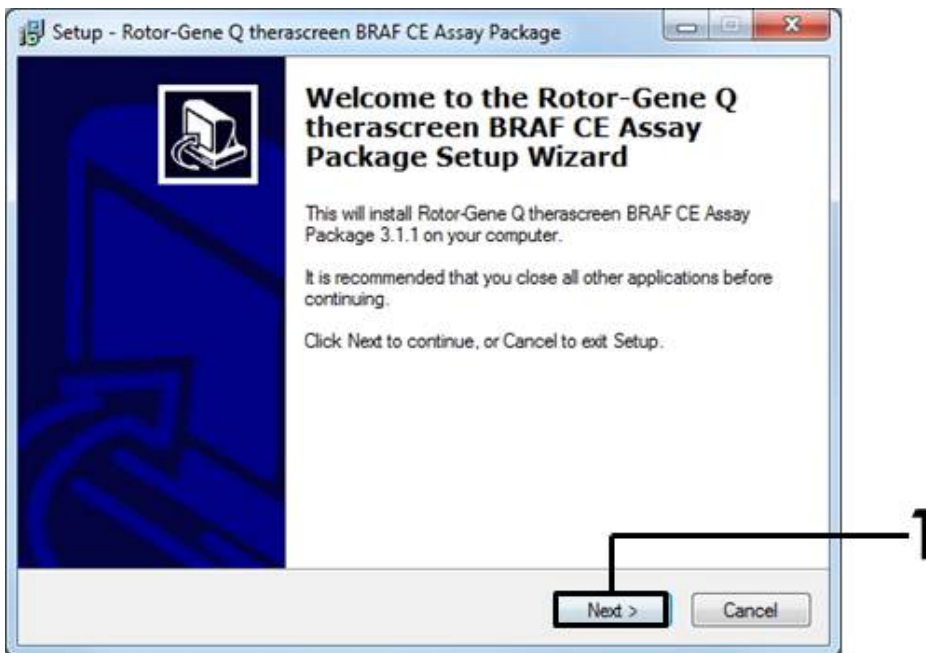 Setup - Rotor-Gene Q therascreen BRAF CE Assay Package
Welcome to the Rotor-Gene Q
therascreen BRAF CE Assay
Package Setup Wizard
This will install Rotor-Gene Q therascreen BRAF CE Assay
Package 3.1.1 on your computer.
It is recommended that you close all other applications before
continuing.
Click Next to continue, or Cancel to exit Setup.
1
Next >
Cancel